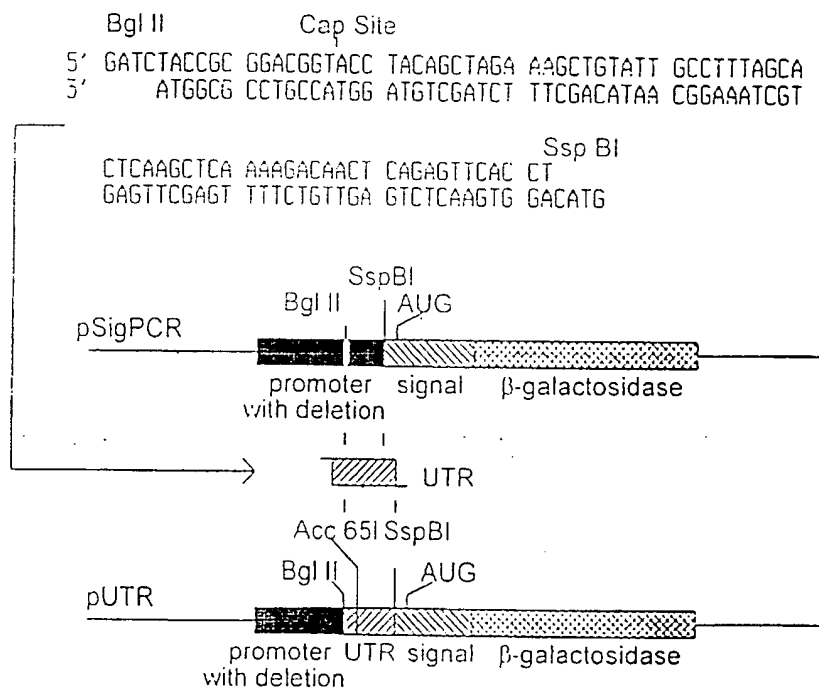 Bgl II Cap Site
5' GATCTACCGC GGACGGTACC TACAGCTAGA AAGCTGTATT GCCTTTAGCA
3' ATGGCG CCTGCCATGG ATGTCGATCT TTCGACATAA CGGAAATCGT
Ssp BI
CTCAAGCTCA AAAGACAACT CAGAGTTCAC CT
GAGTTCGAGT TTTCTGTTGA GTCTCAAGTG GACATG
SspBI
Bgl II AUG
pSigPCR
promoter signal β-galactosidase
with deletion
UTR
Acc 65I SspBI
Bgl II AUG
pUTR
promoter UTR signal β-galactosidase
with deletion